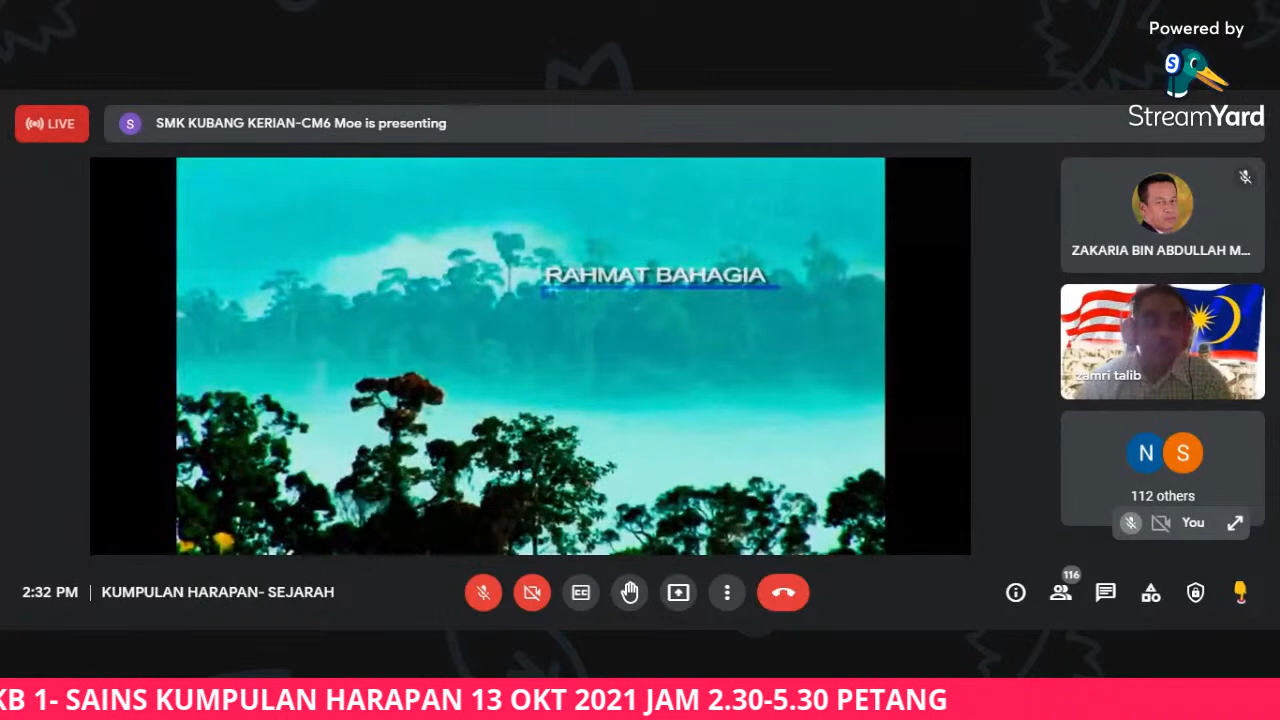 Powered by
S
StreamYard
LIVE
S
SMK KUBANG KERIAN-CM6 Moe is presenting
RAHMAT BAHAGIA
ZAKARIA BIN ABDULLAH M...
zamri talib
N S
112 others
You
2:32 PM | KUMPULAN HARAPAN- SEJARAH
CC
116
KB 1- SAINS KUMPULAN HARAPAN 13 OKT 2021 JAM 2.30-5.30 PETANG